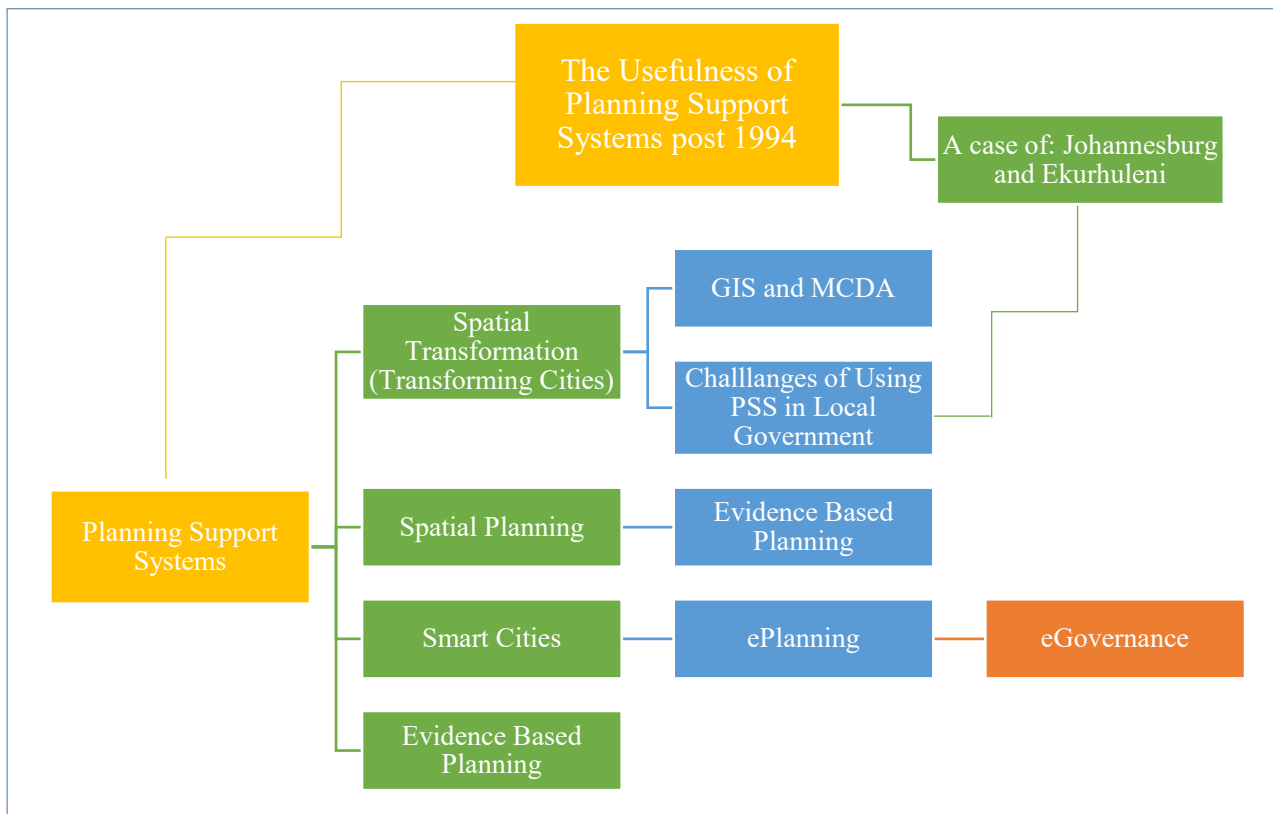 The Usefulness of
Planning Support
Systems post 1994
A case of: Johannesburg
and Ekurhuleni
GIS and MCDA
Spatial
Transformation
(Transforming Cities)
Challlanges of Using
PSS in Local
Government
Planning Support
Systems
Spatial Planning
Evidence Based
Planning
Smart Cities
ePlanning
eGovernance
Evidence Based
Planning